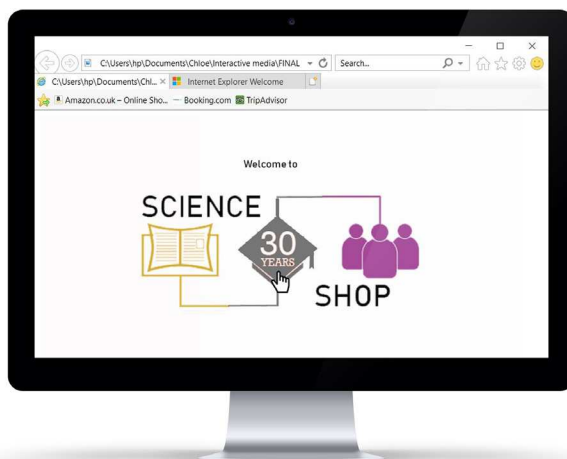 C:\Users\hp\Documents\Chloe\Interactive media\FINAL
Search...
C:\Users\hp\Documents\Chl...
Internet Explorer Welcome
Amazon.co.uk – Online Sho...
Booking.com
TripAdvisor
Welcome to
SCIENCE
30
YEARS
SHOP